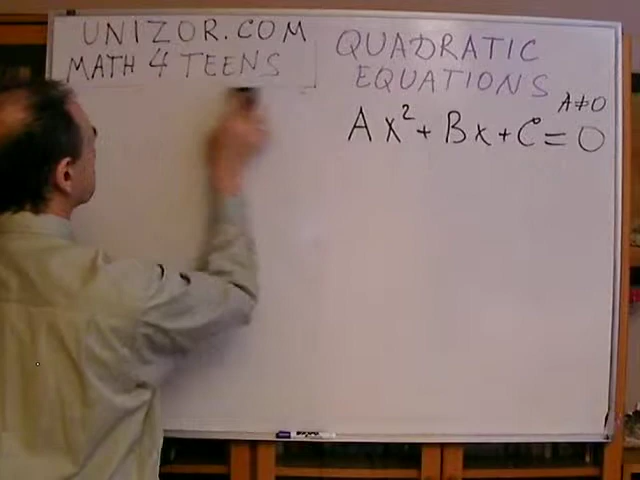 UNIZOR.COM
MATH 4 TEENS
QUADRATIC
EQUATIONS
A≠0
Ax²+Bx+C=0